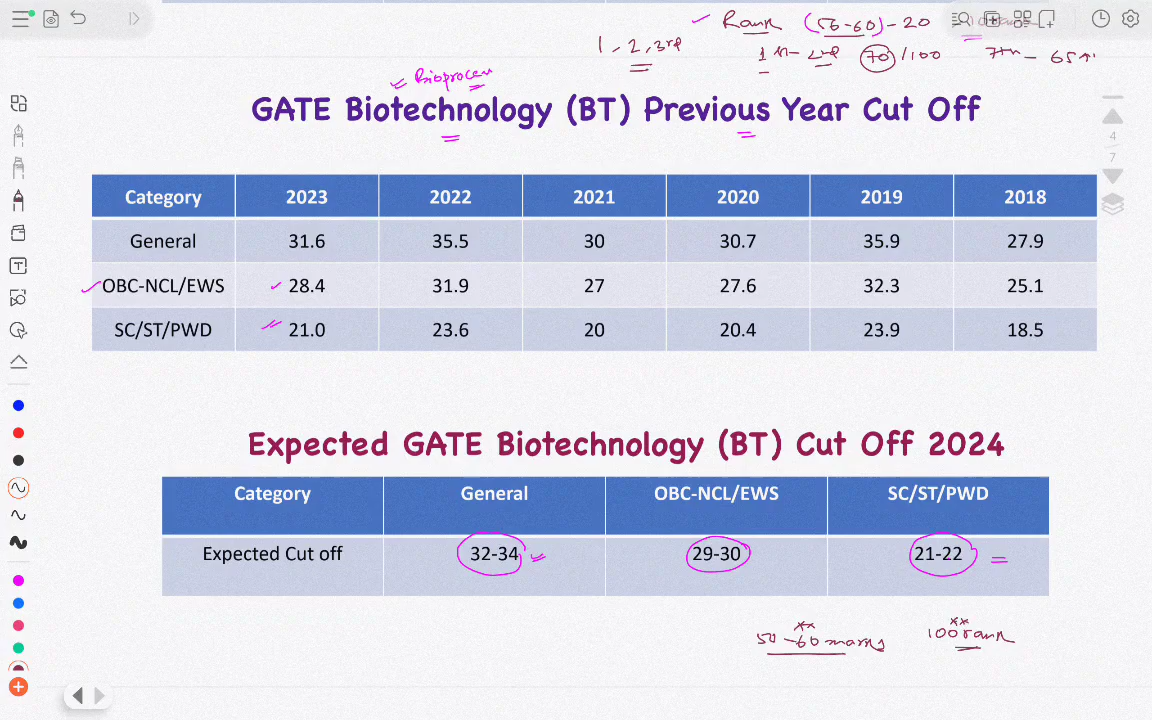 Rank (50-60) - 20
1, 2, 3rd
1st - 2nd 70/100 7th - 65
Bioprocess
GATE Biotechnology (BT) Previous Year Cut Off
4
7
Category 2023 2022 2021 2020 2019 2018
General 31.6 35.5 30 30.7 35.9 27.9
OBC-NCL/EWS 28.4 31.9 27 27.6 32.3 25.1
SC/ST/PWD 21.0 23.6 20 20.4 23.9 18.5
Expected GATE Biotechnology (BT) Cut Off 2024
Category General OBC-NCL/EWS SC/ST/PWD
Expected Cut off 32-34 29-30 21-22
50-60 marks 100 rank